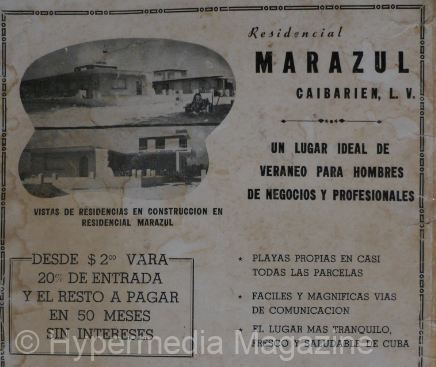 Residencial
MARAZUL
CAIBARIEN, L. V.
UN LUGAR IDEAL DE
VERANEO PARA HOMBRES
DE NEGOCIOS Y PROFESIONALES
VISTAS DE RESIDENCIAS EN CONSTRUCCION EN
RESIDENCIAL MARAZUL
DESDE $2⁰⁰ VARA
20% DE ENTRADA
Y EL RESTO A PAGAR
EN 50 MESES
SIN INTERESES
* PLAYAS PROPIAS EN CASI
TODAS LAS PARCELAS
* FACILES Y MAGNIFICAS VIAS
DE COMUNICACION
* EL LUGAR MAS TRANQUILO,
FRESCO Y SALUDABLE DE CUBA
© Hypermedia Magazine